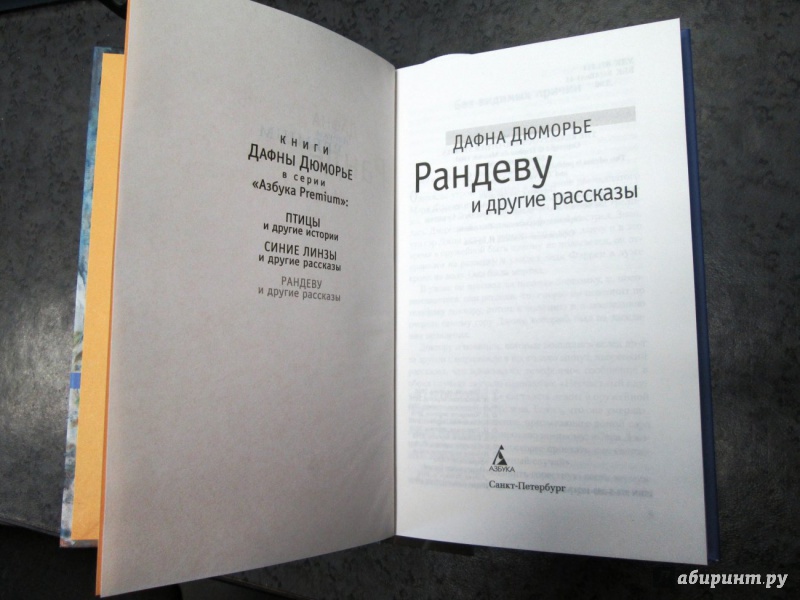 КНИГИ
ДАФНЫ ДЮМОРЬЕ
в серии
«Азбука Premium»:
ПТИЦЫ
и другие истории
СИНИЕ ЛИНЗЫ
и другие рассказы
РАНДЕВУ
и другие рассказы
ДАФНА ДЮМОРЬЕ
Рандеву
и другие рассказы
АЗБУКА
Санкт-Петербург
абиринт.ру